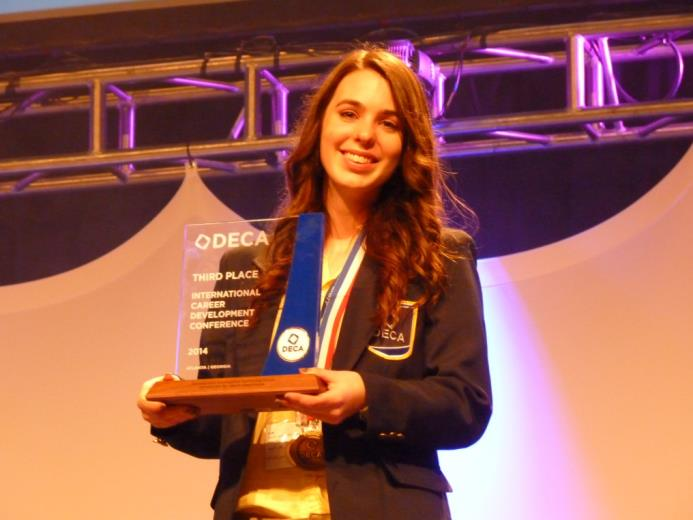 DECA
THIRD PLACE
INTERNATIONAL
CAREER
DEVELOPMENT
CONFERENCE
2014
ATLANTA | GEORGIA
DECA
DECA